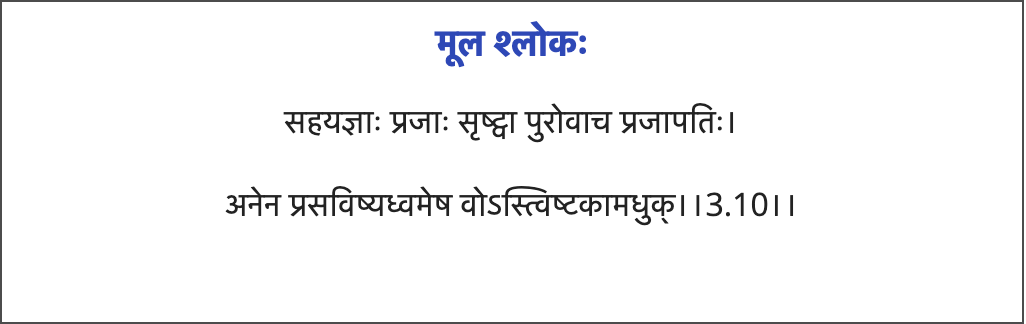 मूल श्लोकः
सहयज्ञाः प्रजाः सृष्ट्वा पुरोवाच प्रजापतिः।
अनेन प्रसविष्यध्वमेष वोऽस्त्विष्टकामधुक्।।3.10।।